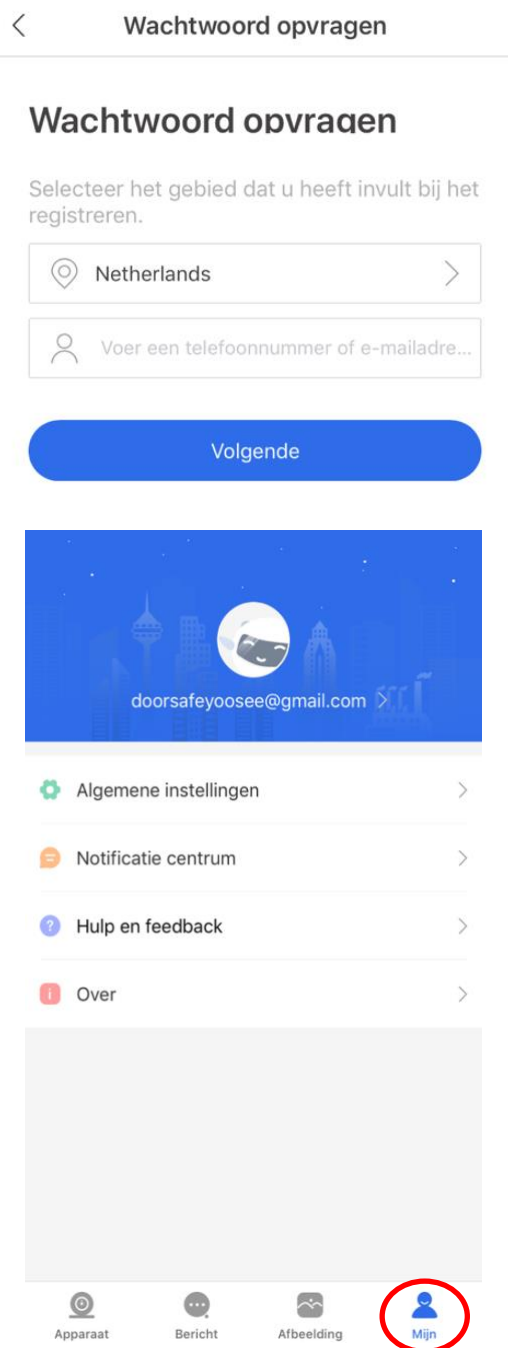 Wachtwoord opvragen
Wachtwoord opvragen
Selecteer het gebied dat u heeft invult bij het
registreren.
Netherlands
Voer een telefoonnummer of e-mailadre...
Volgende
doorsafeyoosee@gmail.com
Algemene instellingen
Notificatie centrum
Hulp en feedback
Over
Apparaat
Bericht
Afbeelding
Mijn